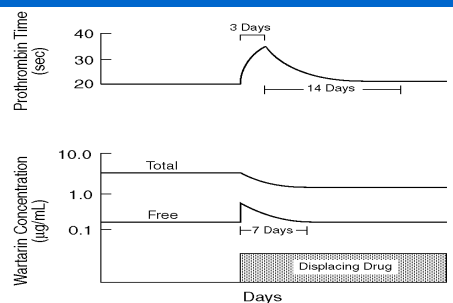 3 Days
Prothrombin Time
(sec)
40
30
20
14 Days
Wartarin Concentration
(µg/mL)
10.0
1.0
0.1
Total
Free
7 Days
Displacing Drug
Days